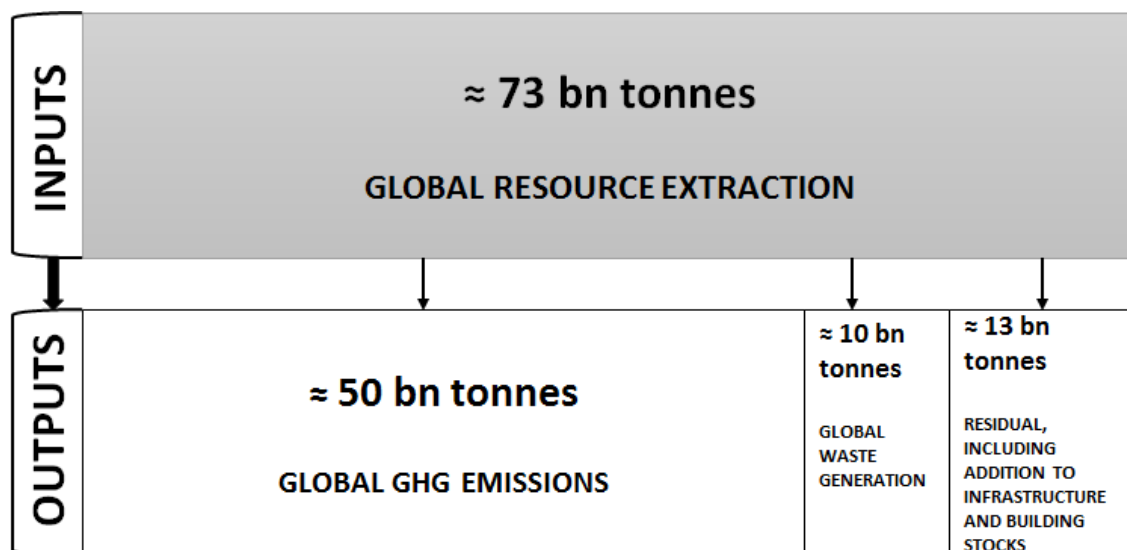 INPUTS
≈ 73 bn tonnes
GLOBAL RESOURCE EXTRACTION
OUTPUTS
≈ 50 bn tonnes
GLOBAL GHG EMISSIONS
≈ 10 bn
tonnes
GLOBAL
WASTE
GENERATION
≈ 13 bn
tonnes
RESIDUAL,
INCLUDING
ADDITION TO
INFRASTRUCTURE
AND BUILDING
STOCKS